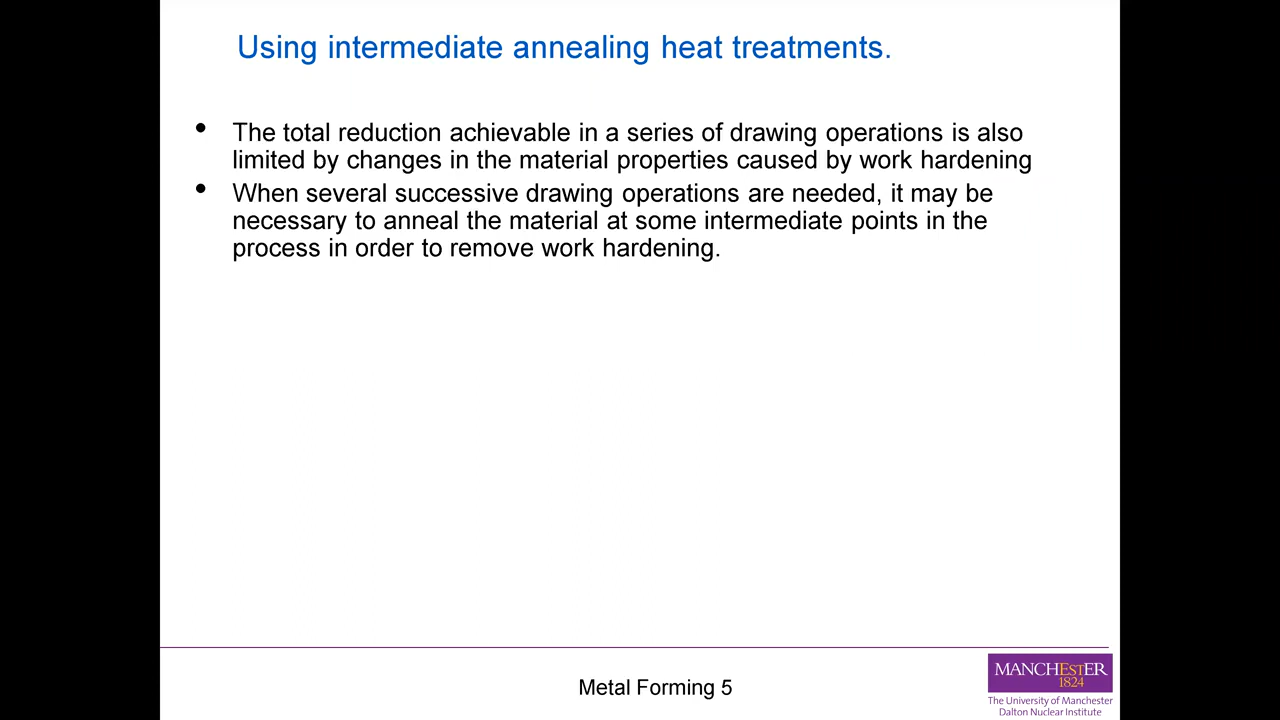 Using intermediate annealing heat treatments.
• The total reduction achievable in a series of drawing operations is also
limited by changes in the material properties caused by work hardening
• When several successive drawing operations are needed, it may be
necessary to anneal the material at some intermediate points in the
process in order to remove work hardening.
Metal Forming 5
MANCHESTER
1824
The University of Manchester
Dalton Nuclear Institute